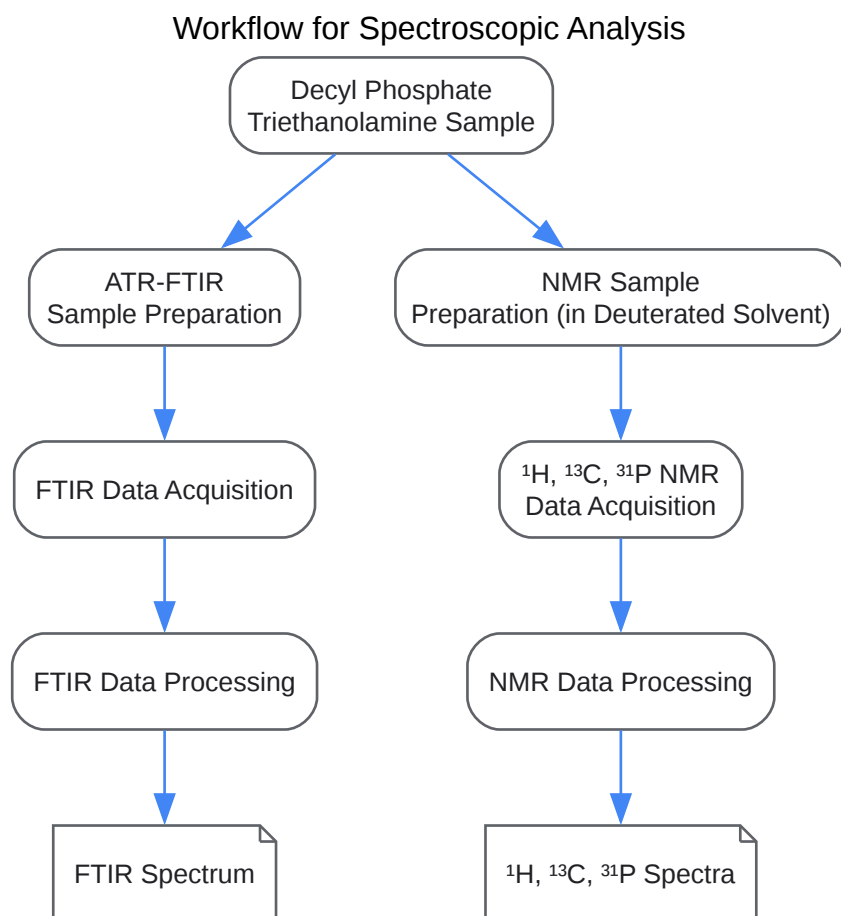 Workflow for Spectroscopic Analysis
Decyl Phosphate
Triethanolamine Sample
ATR-FTIR
Sample Preparation
NMR Sample
Preparation (in Deuterated Solvent)
FTIR Data Acquisition
¹H, ¹³C, ³¹P NMR
Data Acquisition
FTIR Data Processing
NMR Data Processing
FTIR Spectrum
¹H, ¹³C, ³¹P Spectra